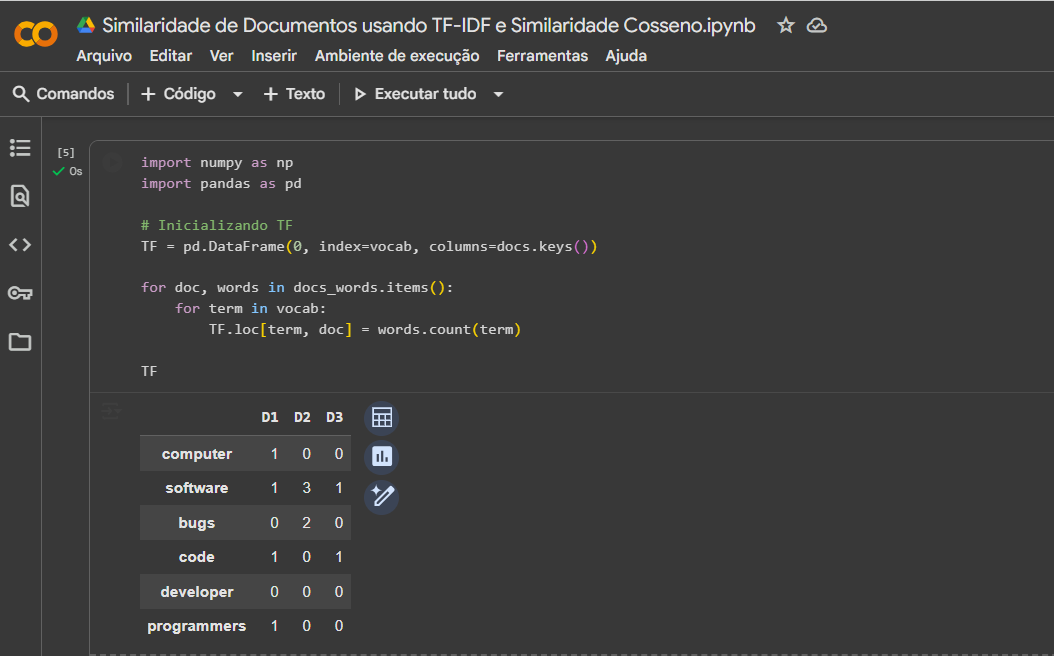 Similaridade de Documentos usando TF-IDF e Similaridade Cosseno.ipynb
Arquivo Editar Ver Inserir Ambiente de execução Ferramentas Ajuda
Comandos + Código + Texto Executar tudo
[5]
0s
import numpy as np
import pandas as pd
# Inicializando TF
TF = pd.DataFrame(0, index=vocab, columns=docs.keys())
for doc, words in docs_words.items():
    for term in vocab:
        TF.loc[term, doc] = words.count(term)
TF
D1 D2 D3
computer 1 0 0
software 1 3 1
bugs 0 2 0
code 1 0 1
developer 0 0 0
programmers 1 0 0